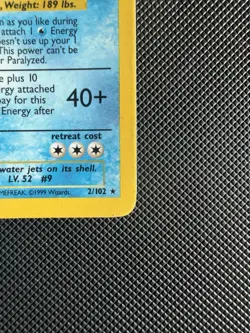 , Weight: 189 lbs.
n as you like during
attach 1 Energy
esn't use up your 1
This power can't be
r Paralyzed.
e plus 10
ergy attached
pay for this
Energy after
40+
retreat cost
water jets on its shell.
LV. 52 #9
MEFREAK. ©1999 Wizards. 2/102 ★